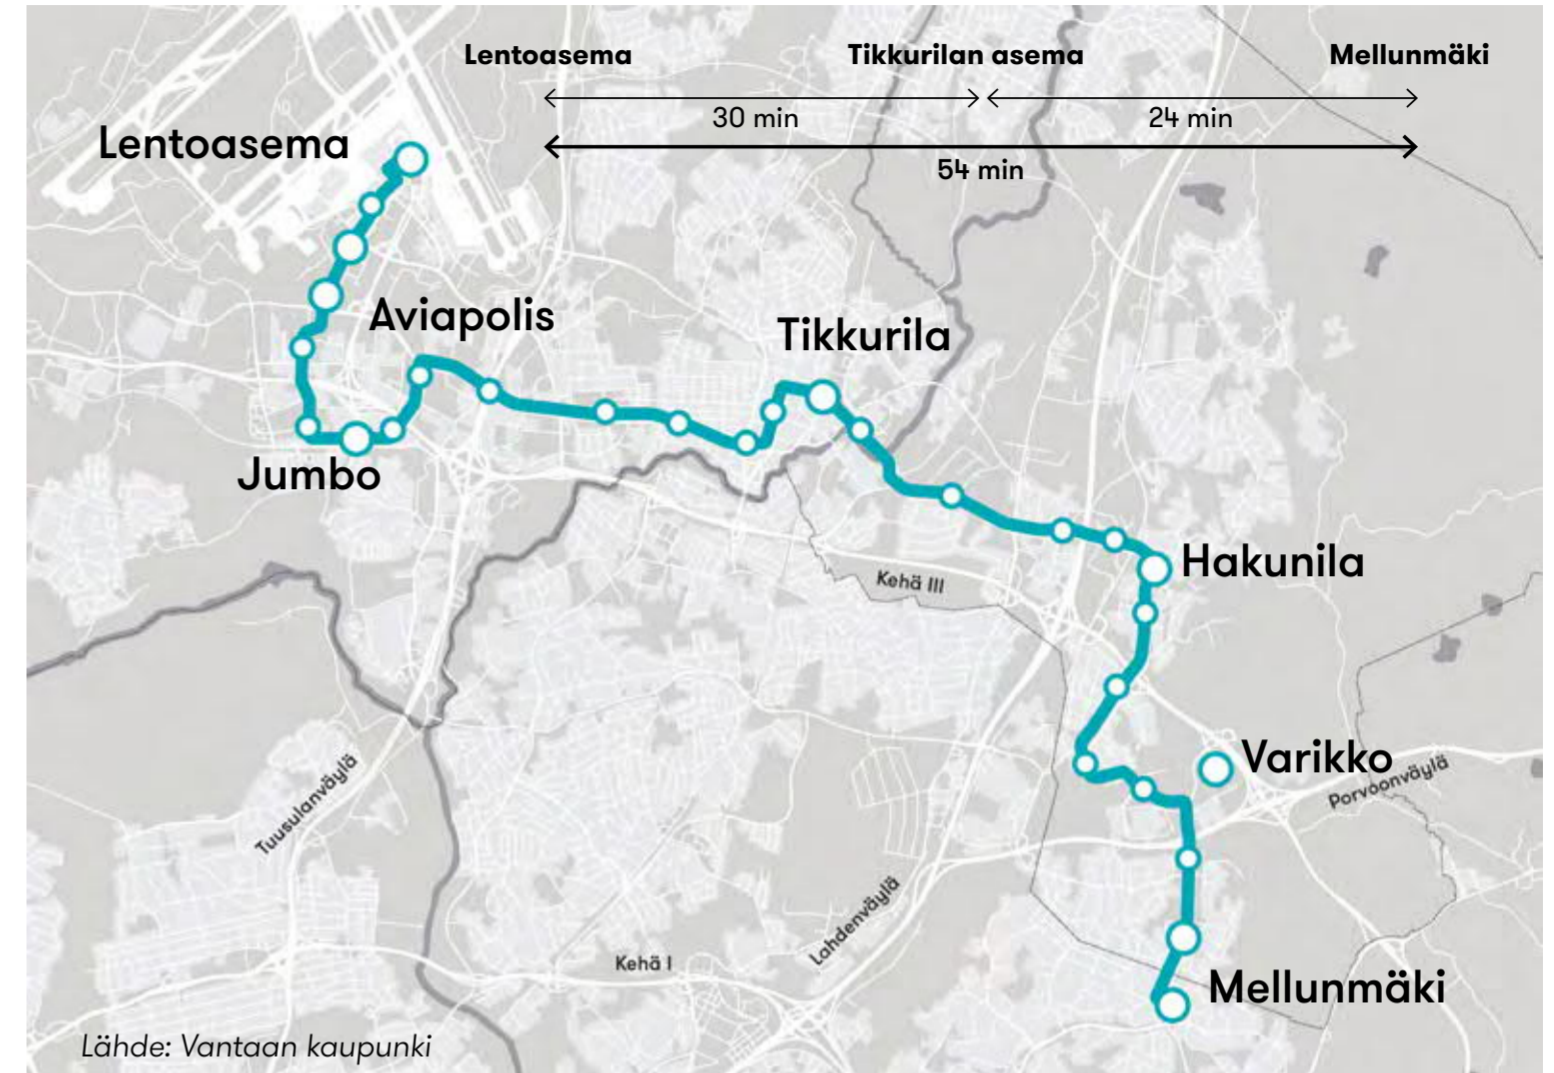 Lentoasema Tikkurilan asema Mellunmäki
30 min 24 min
54 min
Lentoasema
Aviapolis
Tikkurila
Jumbo
Hakunila
Kehä III
Varikko
Porvoonväylä
Tuusulanväylä
Lahdenväylä
Kehä I
Mellunmäki
Lähde: Vantaan kaupunki